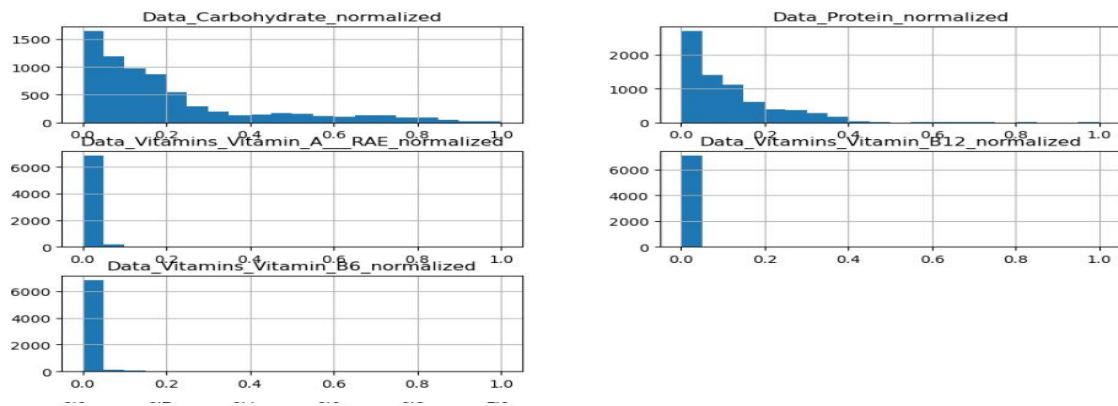 Data_Carbohydrate_normalized
1500
1000
500
0
0.0 0.2 0.4 0.6 0.8 1.0
Data_Protein_normalized
2000
1000
0
0.0 0.2 0.4 0.6 0.8 1.0
Data_Vitamins_Vitamin_A___RAE_normalized
6000
4000
2000
0
0.0 0.2 0.4 0.6 0.8 1.0
Data_Vitamins_Vitamin_B12_normalized
6000
4000
2000
0
0.0 0.2 0.4 0.6 0.8 1.0
Data_Vitamins_Vitamin_B6_normalized
6000
4000
2000
0
0.0 0.2 0.4 0.6 0.8 1.0